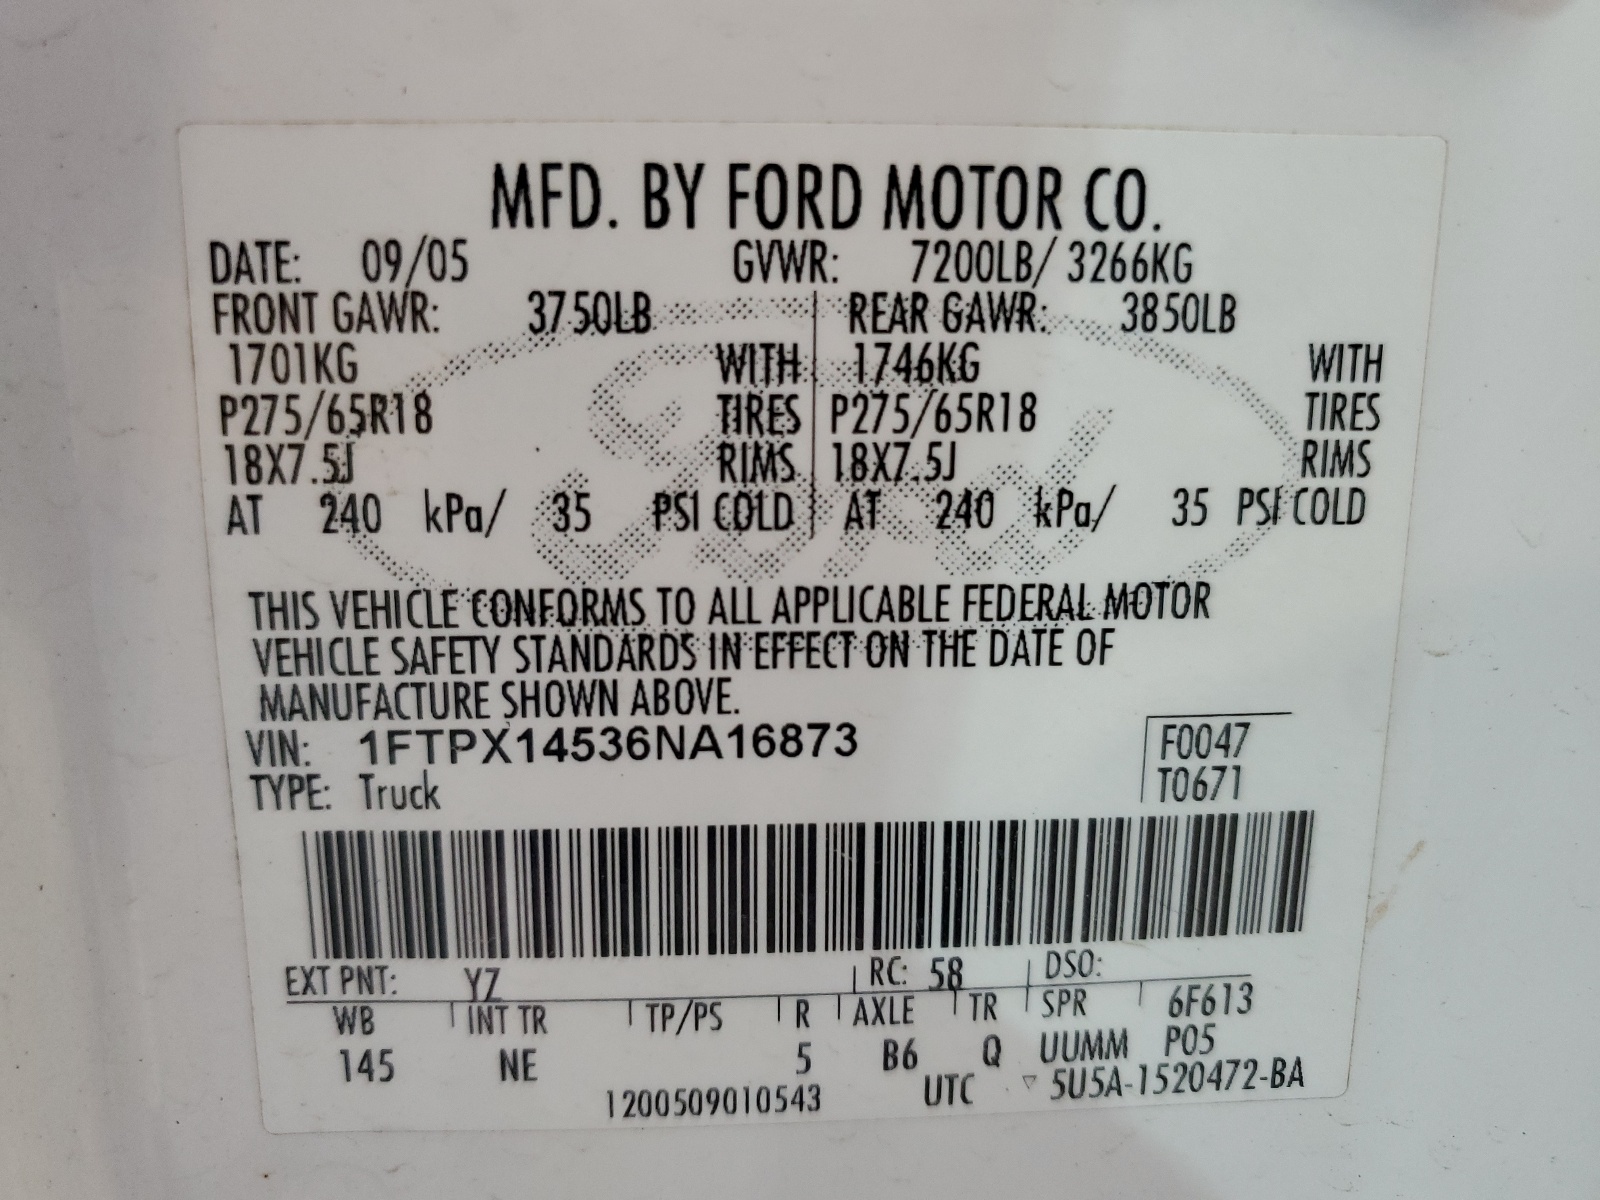 MFD. BY FORD MOTOR CO.
DATE: 09/05 GVWR: 7200LB/ 3266KG
FRONT GAWR: 3750LB REAR GAWR: 3850LB
1701KG WITH 1746KG WITH
P275/65R18 TIRES P275/65R18 TIRES
18X7.5J RIMS 18X7.5J RIMS
AT 240 kPa/ 35 PSI COLD AT 240 kPa/ 35 PSI COLD
Ford
THIS VEHICLE CONFORMS TO ALL APPLICABLE FEDERAL MOTOR
VEHICLE SAFETY STANDARDS IN EFFECT ON THE DATE OF
MANUFACTURE SHOWN ABOVE.
VIN: 1FTPX14536NA16873 F0047
TYPE: Truck T0671
EXT PNT: YZ RC: 58 DSO:
WB INT TR TP/PS R AXLE TR SPR 6F613
145 NE 5 B6 Q UUMM P05
1200509010543 UTC ▽ 5U5A-1520472-BA